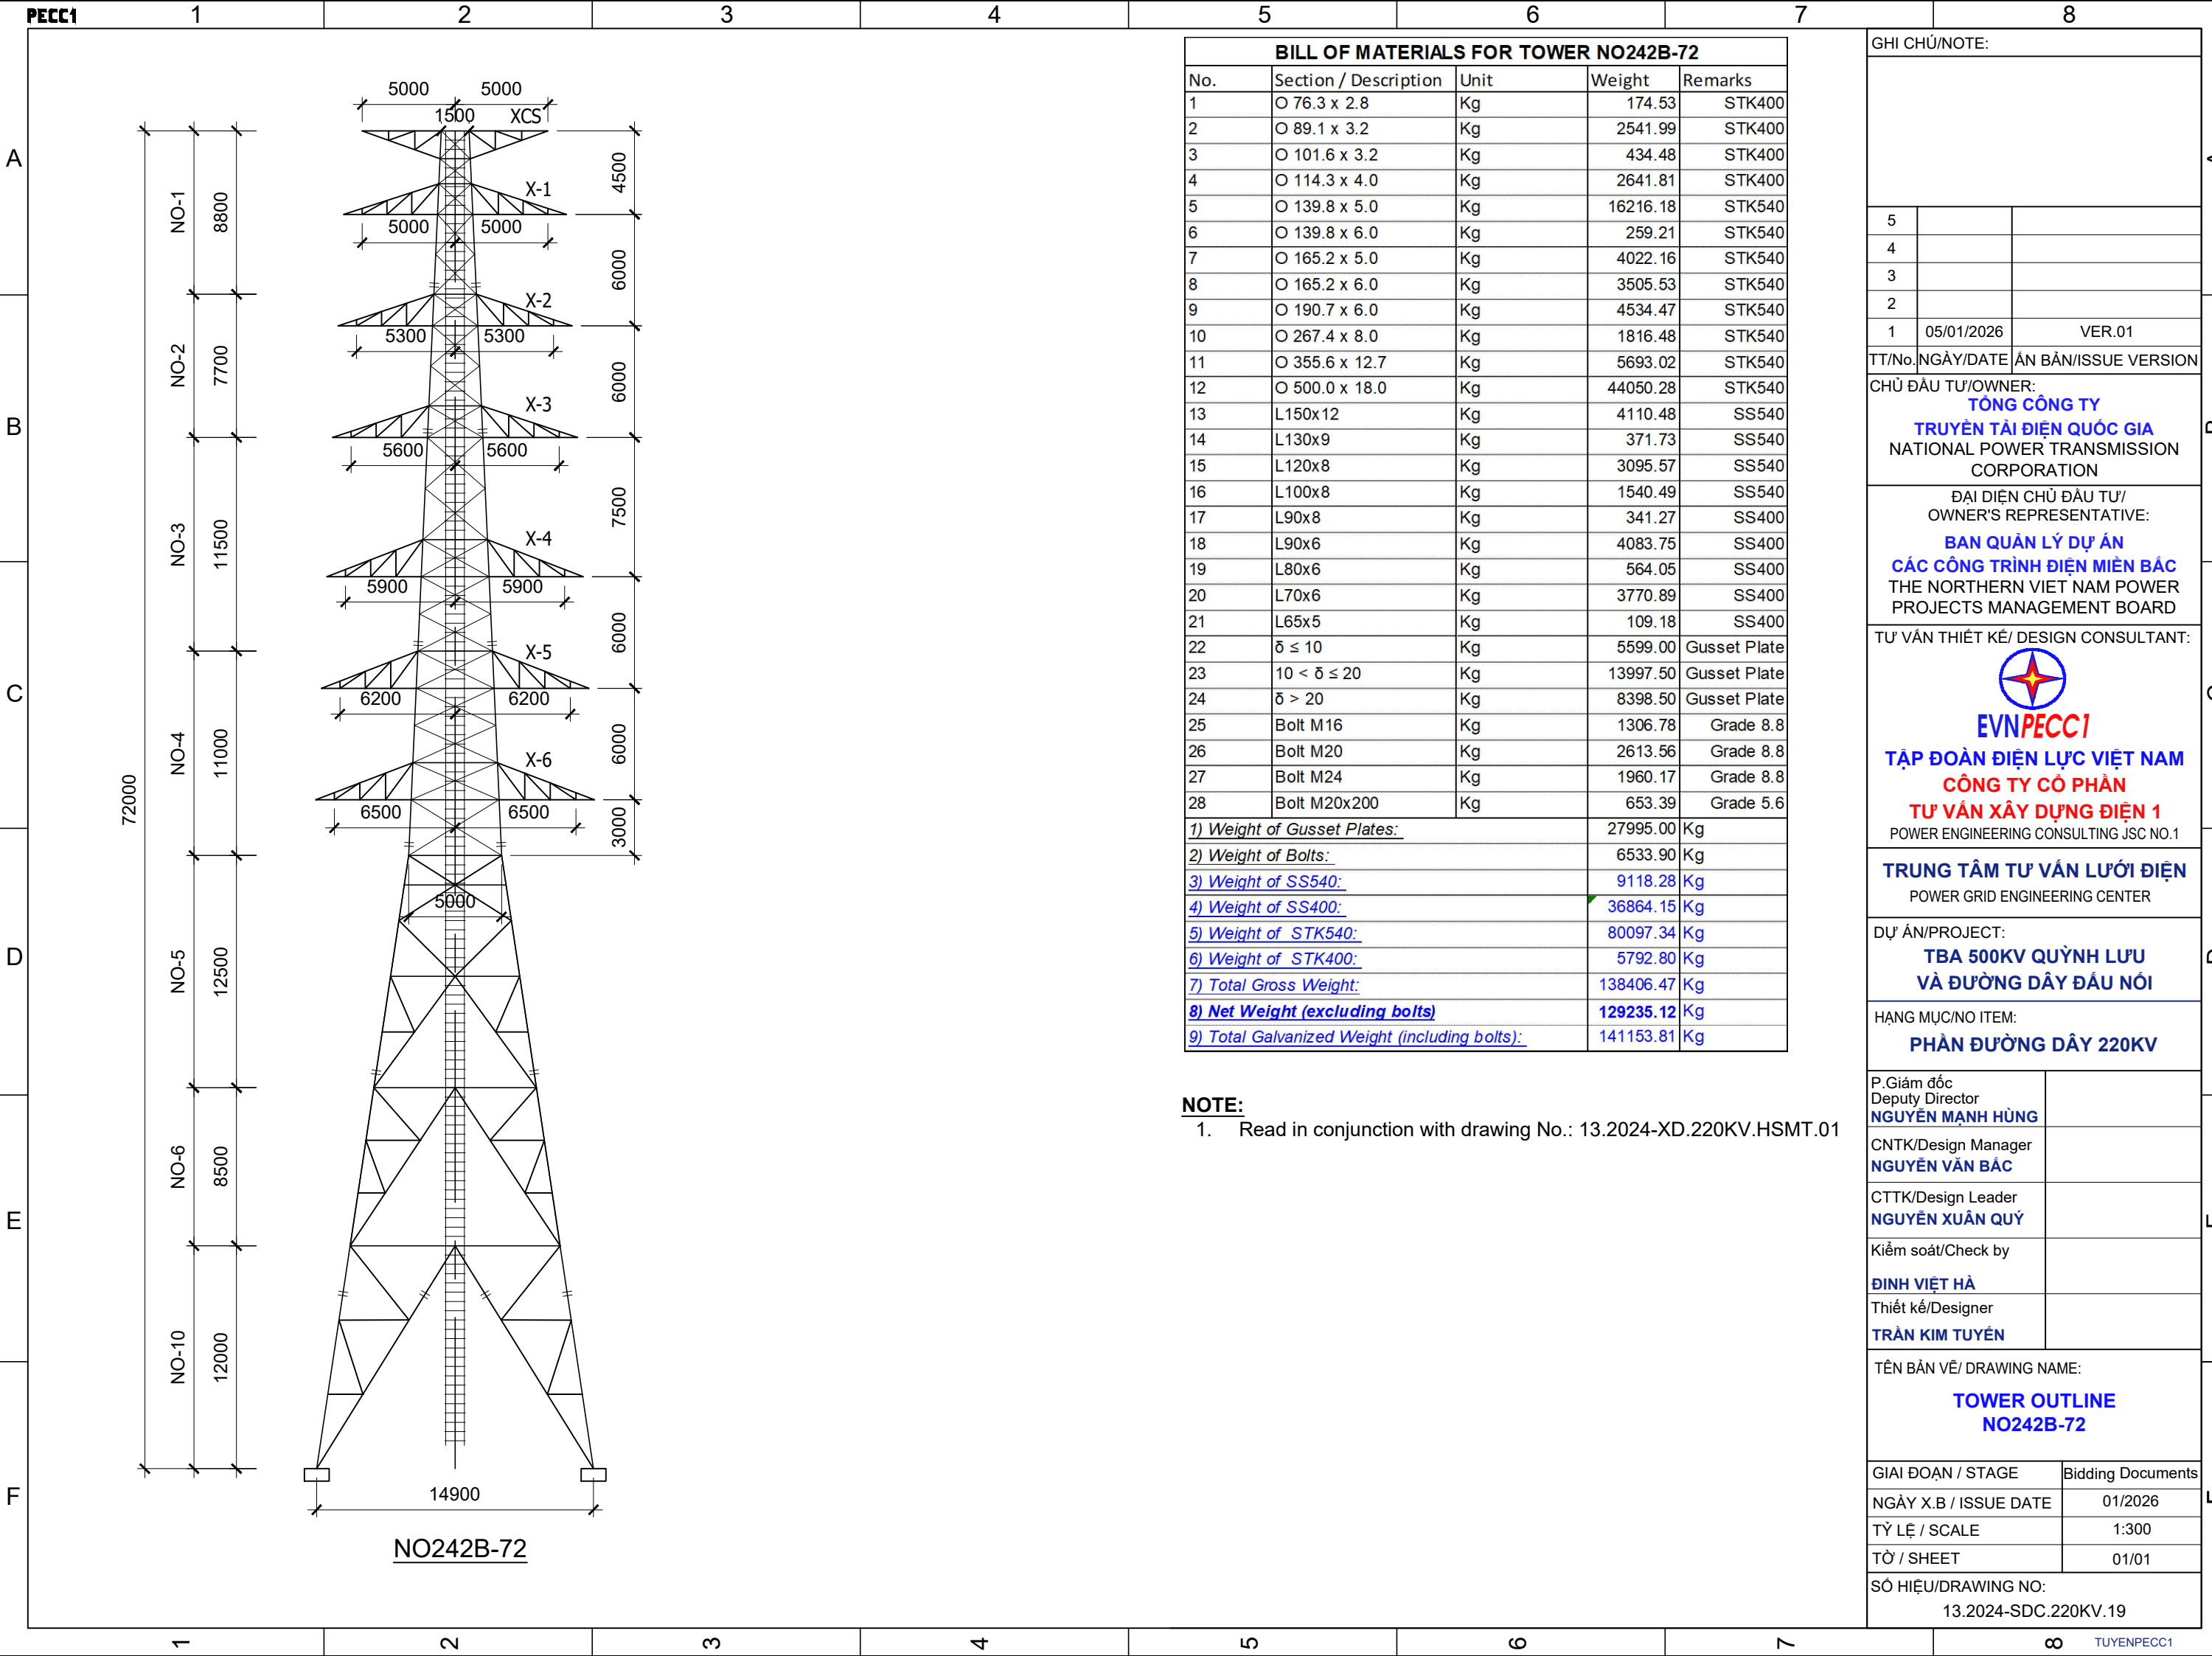 PECC1
1 2 3 4 5 6 7 8
A
B
C
D
E
F
5000 5000
1500 XCS
X-1
5000 5000
X-2
5300 5300
X-3
5600 5600
X-4
5900 5900
X-5
6200 6200
X-6
6500 6500
5000
14900
4500
6000
6000
7500
6000
6000
3000
72000
NO-1 8800
NO-2 7700
NO-3 11500
NO-4 11000
NO-5 12500
NO-6 8500
NO-10 12000
NO242B-72
BILL OF MATERIALS FOR TOWER NO242B-72
No. Section / Description Unit Weight Remarks
1 O 76.3 x 2.8 Kg 174.53 STK400
2 O 89.1 x 3.2 Kg 2541.99 STK400
3 O 101.6 x 3.2 Kg 434.48 STK400
4 O 114.3 x 4.0 Kg 2641.81 STK400
5 O 139.8 x 5.0 Kg 16216.18 STK540
6 O 139.8 x 6.0 Kg 259.21 STK540
7 O 165.2 x 5.0 Kg 4022.16 STK540
8 O 165.2 x 6.0 Kg 3505.53 STK540
9 O 190.7 x 6.0 Kg 4534.47 STK540
10 O 267.4 x 8.0 Kg 1816.48 STK540
11 O 355.6 x 12.7 Kg 5693.02 STK540
12 O 500.0 x 18.0 Kg 44050.28 STK540
13 L150x12 Kg 4110.48 SS540
14 L130x9 Kg 371.73 SS540
15 L120x8 Kg 3095.57 SS540
16 L100x8 Kg 1540.49 SS540
17 L90x8 Kg 341.27 SS400
18 L90x6 Kg 4083.75 SS400
19 L80x6 Kg 564.05 SS400
20 L70x6 Kg 3770.89 SS400
21 L65x5 Kg 109.18 SS400
22 δ ≤ 10 Kg 5599.00 Gusset Plate
23 10 < δ ≤ 20 Kg 13997.50 Gusset Plate
24 δ > 20 Kg 8398.50 Gusset Plate
25 Bolt M16 Kg 1306.78 Grade 8.8
26 Bolt M20 Kg 2613.56 Grade 8.8
27 Bolt M24 Kg 1960.17 Grade 8.8
28 Bolt M20x200 Kg 653.39 Grade 5.6
1) Weight of Gusset Plates: 27995.00 Kg
2) Weight of Bolts: 6533.90 Kg
3) Weight of SS540: 9118.28 Kg
4) Weight of SS400: 36864.15 Kg
5) Weight of STK540: 80097.34 Kg
6) Weight of STK400: 5792.80 Kg
7) Total Gross Weight: 138406.47 Kg
8) Net Weight (excluding bolts) 129235.12 Kg
9) Total Galvanized Weight (including bolts): 141153.81 Kg
NOTE:
1. Read in conjunction with drawing No.: 13.2024-XD.220KV.HSMT.01
GHI CHÚ/NOTE:
5
4
3
2
1 05/01/2026 VER.01
TT/No. NGÀY/DATE ẤN BẢN/ISSUE VERSION
CHỦ ĐẦU TƯ/OWNER:
TỔNG CÔNG TY
TRUYỀN TẢI ĐIỆN QUỐC GIA
NATIONAL POWER TRANSMISSION
CORPORATION
ĐẠI DIỆN CHỦ ĐẦU TƯ/
OWNER'S REPRESENTATIVE:
BAN QUẢN LÝ DỰ ÁN
CÁC CÔNG TRÌNH ĐIỆN MIỀN BẮC
THE NORTHERN VIET NAM POWER
PROJECTS MANAGEMENT BOARD
TƯ VẤN THIẾT KẾ/ DESIGN CONSULTANT:
EVNPECC1
TẬP ĐOÀN ĐIỆN LỰC VIỆT NAM
CÔNG TY CỔ PHẦN
TƯ VẤN XÂY DỰNG ĐIỆN 1
POWER ENGINEERING CONSULTING JSC NO.1
TRUNG TÂM TƯ VẤN LƯỚI ĐIỆN
POWER GRID ENGINEERING CENTER
DỰ ÁN/PROJECT:
TBA 500KV QUỲNH LƯU
VÀ ĐƯỜNG DÂY ĐẤU NỐI
HẠNG MỤC/NO ITEM:
PHẦN ĐƯỜNG DÂY 220KV
P.Giám đốc
Deputy Director
NGUYỄN MẠNH HÙNG
CNTK/Design Manager
NGUYỄN VĂN BẮC
CTTK/Design Leader
NGUYỄN XUÂN QUÝ
Kiểm soát/Check by
ĐINH VIỆT HÀ
Thiết kế/Designer
TRẦN KIM TUYẾN
TÊN BẢN VẼ/ DRAWING NAME:
TOWER OUTLINE
NO242B-72
GIAI ĐOẠN / STAGE Bidding Documents
NGÀY X.B / ISSUE DATE 01/2026
TỶ LỆ / SCALE 1:300
TỜ / SHEET 01/01
SỐ HIỆU/DRAWING NO:
13.2024-SDC.220KV.19
1 2 3 4 5 6 7 8
TUYENPECC1